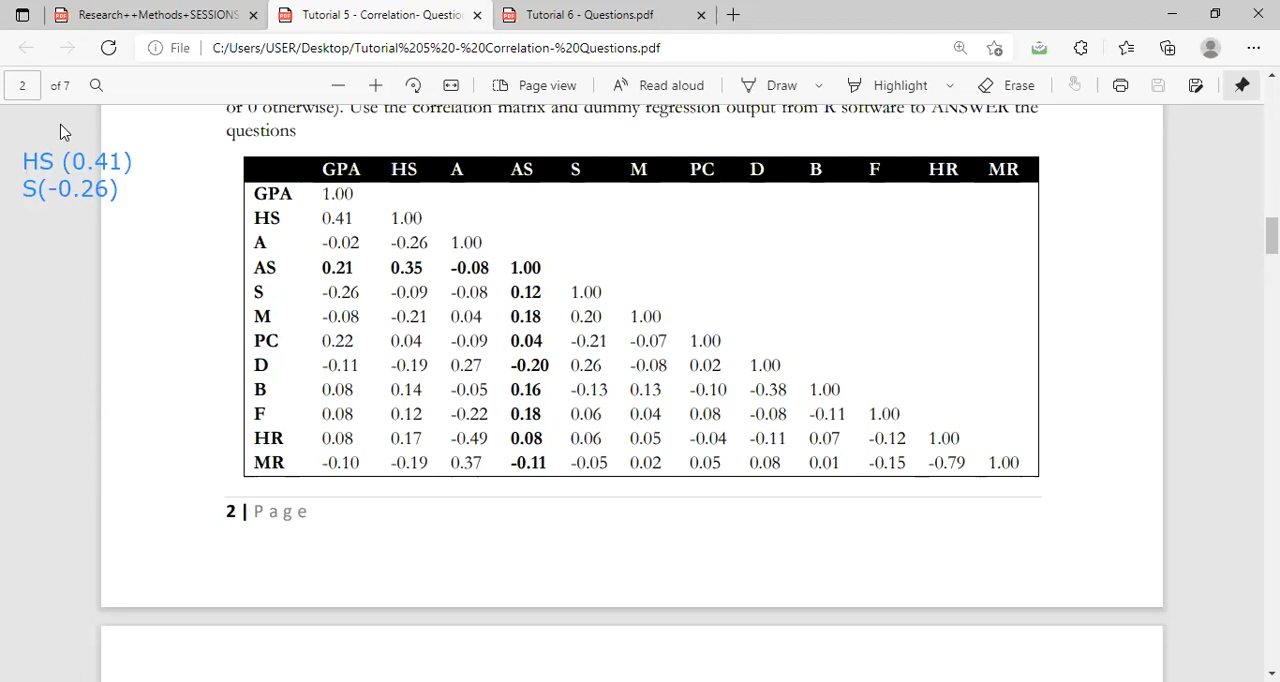 Research++Methods+SESSIONS
Tutorial 5 - Correlation- Questio
Tutorial 6 - Questions.pdf
File
C:/Users/USER/Desktop/Tutorial%205%20-%20Correlation-%20Questions.pdf
2 of 7
Page view
Read aloud
Draw
Highlight
Erase
or 0 otherwise). Use the correlation matrix and dummy regression output from R software to ANSWER the
questions
HS (0.41)
S(-0.26)
GPA HS A AS S M PC D B F HR MR
GPA 1.00
HS 0.41 1.00
A -0.02 -0.26 1.00
AS 0.21 0.35 -0.08 1.00
S -0.26 -0.09 -0.08 0.12 1.00
M -0.08 -0.21 0.04 0.18 0.20 1.00
PC 0.22 0.04 -0.09 0.04 -0.21 -0.07 1.00
D -0.11 -0.19 0.27 -0.20 0.26 -0.08 0.02 1.00
B 0.08 0.14 -0.05 0.16 -0.13 0.13 -0.10 -0.38 1.00
F 0.08 0.12 -0.22 0.18 0.06 0.04 0.08 -0.08 -0.11 1.00
HR 0.08 0.17 -0.49 0.08 0.06 0.05 -0.04 -0.11 0.07 -0.12 1.00
MR -0.10 -0.19 0.37 -0.11 -0.05 0.02 0.05 0.08 0.01 -0.15 -0.79 1.00
2 | Page